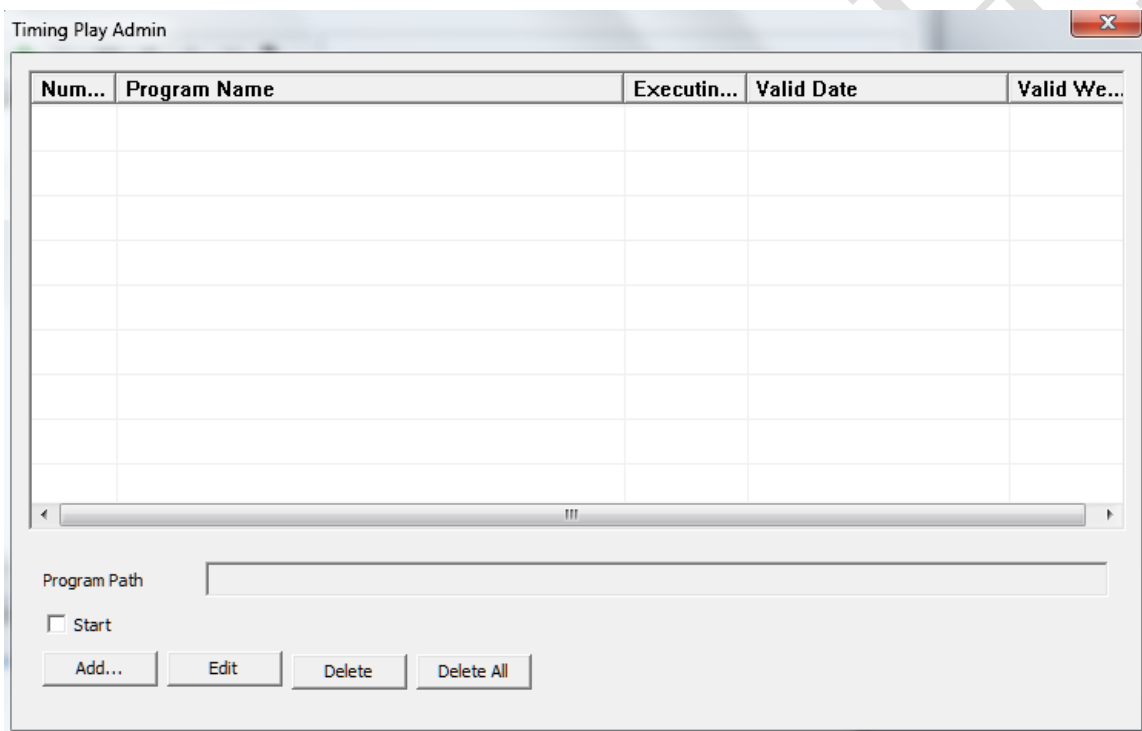 Timing Play Admin
Num... Program Name Executin... Valid Date Valid We...
Program Path
Start
Add... Edit Delete Delete All